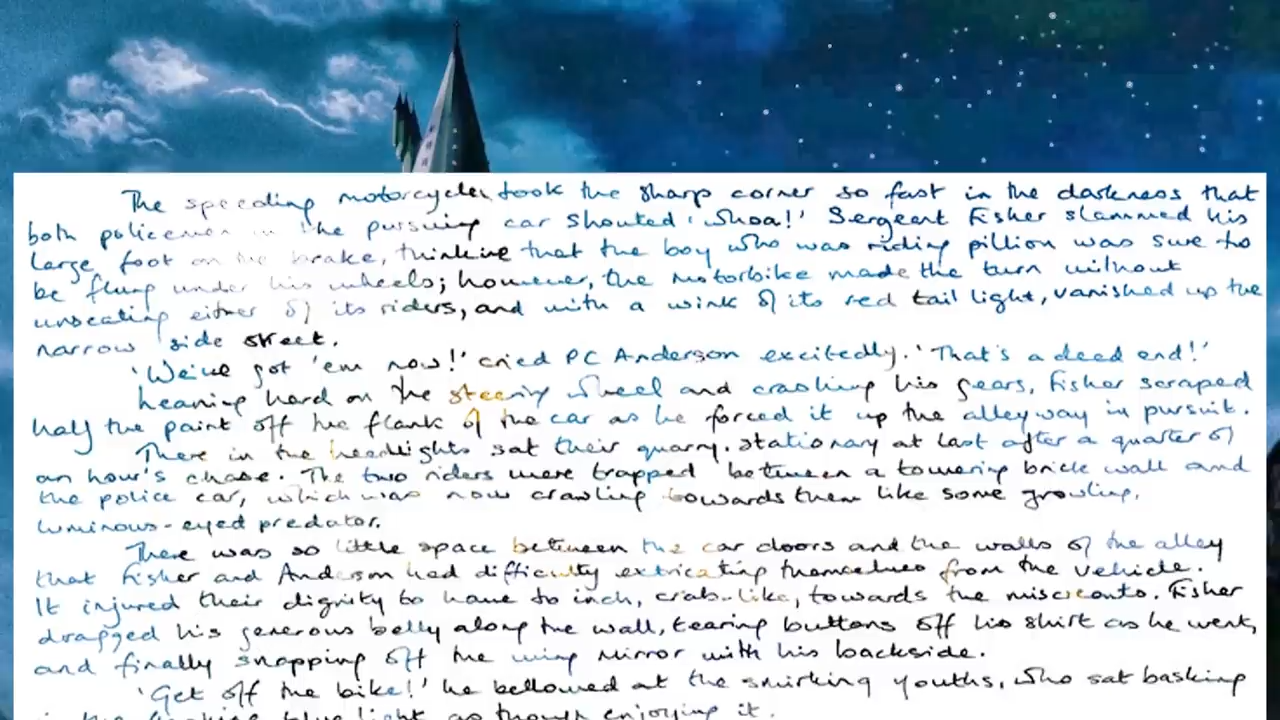 The speeding motorcycle took the sharp corner so fast in the darkness that
both policemen in the pursuing car shouted 'whoa!' Sergeant Fisher slammed his
large foot on the brake, thinking that the boy who was riding pillion was sure to
be flung under his wheels; however, the motorbike made the turn without
unseating either of its riders, and with a wink of its red tail light, vanished up the
narrow side street.
'We've got 'em now!' cried PC Anderson excitedly. 'That's a dead end!'
Leaning hard on the steering wheel and crashing his gears, Fisher scraped
half the paint off the flank of the car as he forced it up the alleyway in pursuit.
There in the headlights sat their quarry, stationary at last after a quarter of
an hour's chase. The two riders were trapped between a towering brick wall and
the police car, which was now crawling towards them like some growling,
luminous-eyed predator.
There was so little space between the car doors and the walls of the alley
that Fisher and Anderson had difficulty extricating themselves from the vehicle.
It injured their dignity to have to inch, crab-like, towards the miscreants. Fisher
dragged his generous belly along the wall, tearing buttons off his shirt as he went,
and finally snapping off the wing mirror with his backside.
'Get off the bike!' he bellowed at the smirking youths, who sat basking
in the blue light as though enjoying it.